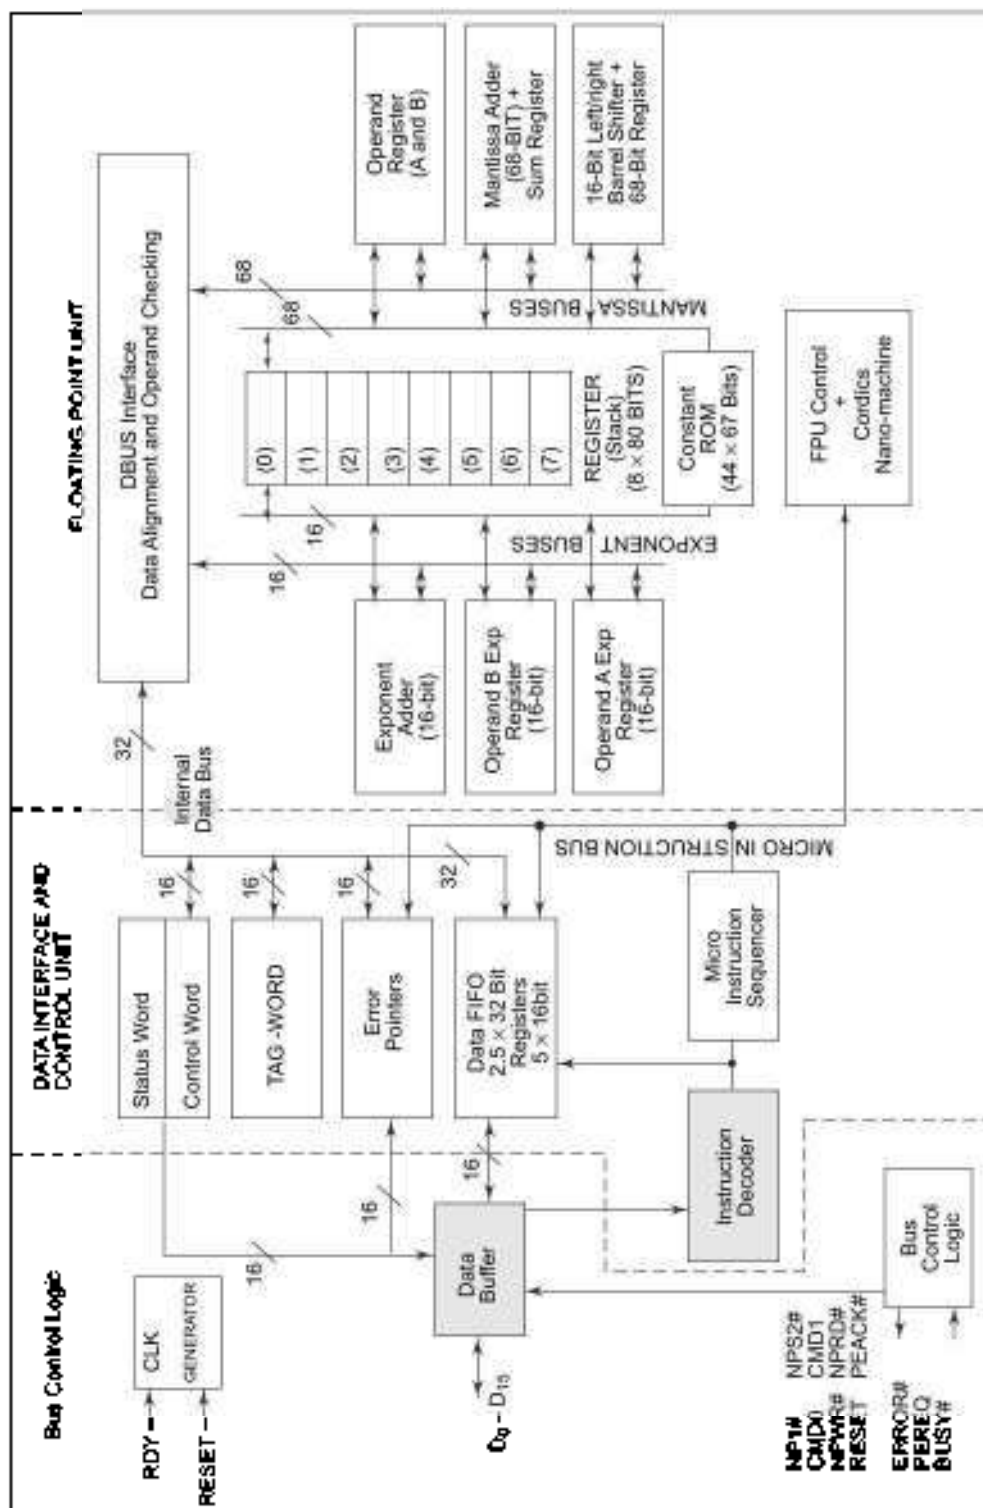 Bus Control Logic
DATA INTERFACE AND
CONTROL UNIT
FLOATING POINT UNIT
RDY
CLK
GENERATOR
RESET
Status Word
Control Word
16
16
Internal
Data Bus
32
DBUS Interface
Data Alignment and Operand Checking
TAG -WORD
16
16
Error
Pointers
16
32
Data FIFO
2.5 × 32 Bit
Registers
5 × 16bit
16
Data
Buffer
D0 – D15
Exponent
Adder
(16-bit)
Operand B Exp
Register
(16-bit)
Operand A Exp
Register
(16-bit)
16
16
EXPONENT BUSES
(0)
(1)
(2)
(3)
(4)
(5)
(6)
(7)
REGISTER
(Stack)
(8 × 80 BITS)
Constant
ROM
(44 × 67 Bits)
68
68
MANTISSA BUSES
Operand
Register
(A and B)
Mantissa Adder
(68-BIT) +
Sum Register
16-Bit Left/right
Barrel Shifter +
68-Bit Register
Instruction
Decoder
Micro
Instruction
Sequencer
MICRO IN STRUCTION BUS
FPU Control
+
Cordics
Nano-machine
NP1# NPS2#
CMD0 CMD1
NPWR# NPRD#
RESET PEACK#
ERROR#
PEREQ
BUSY#
Bus
Control
Logic